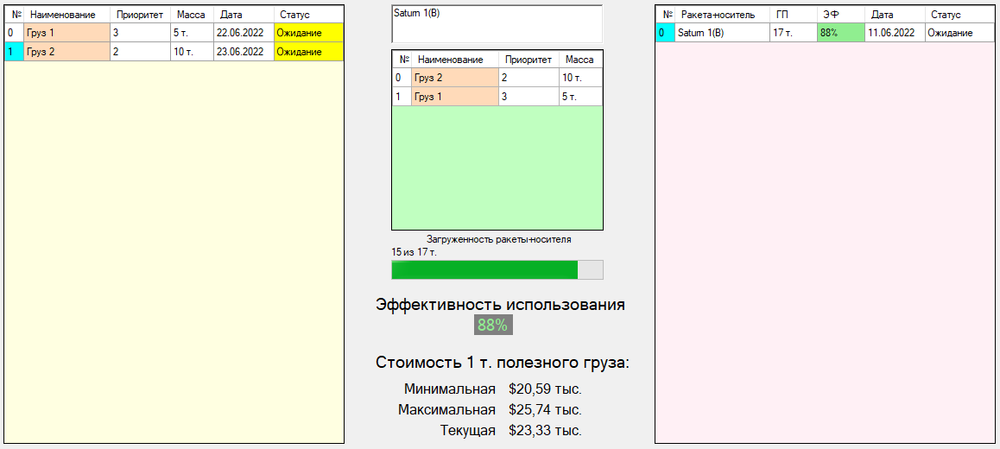 № Наименование Приоритет Масса Дата Статус
0 Груз 1 3 5 т. 22.06.2022 Ожидание
1 Груз 2 2 10 т. 23.06.2022 Ожидание
Saturn 1(B)
№ Наименование Приоритет Масса
0 Груз 2 2 10 т.
1 Груз 1 3 5 т.
Загруженность ракеты-носителя
15 из 17 т.
Эффективность использования
88%
Стоимость 1 т. полезного груза:
Минимальная $20,59 тыс.
Максимальная $25,74 тыс.
Текущая $23,33 тыс.
№ Ракета-носитель ГП ЭФ Дата Статус
0 Saturn 1(B) 17 т. 88% 11.06.2022 Ожидание